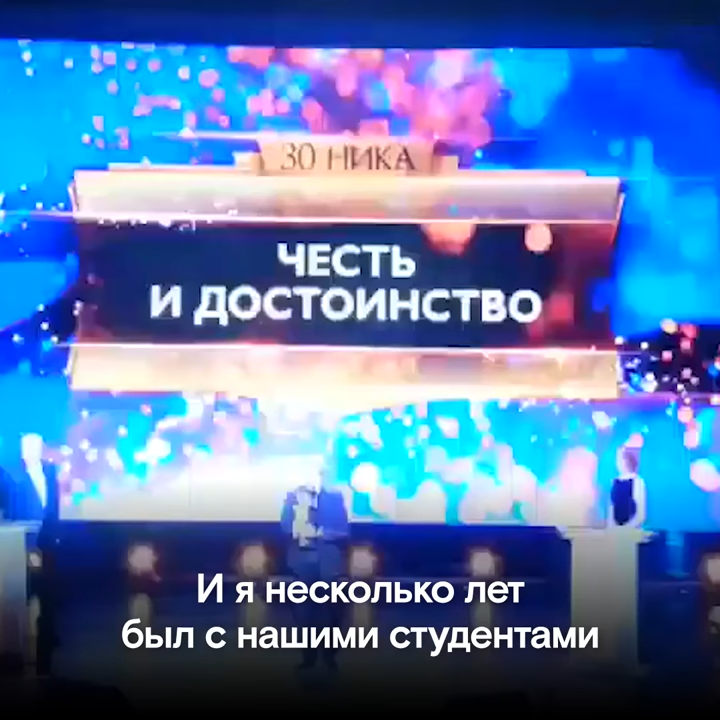 30 НИКА
ЧЕСТЬ
И ДОСТОИНСТВО
И я несколько лет
был с нашими студентами